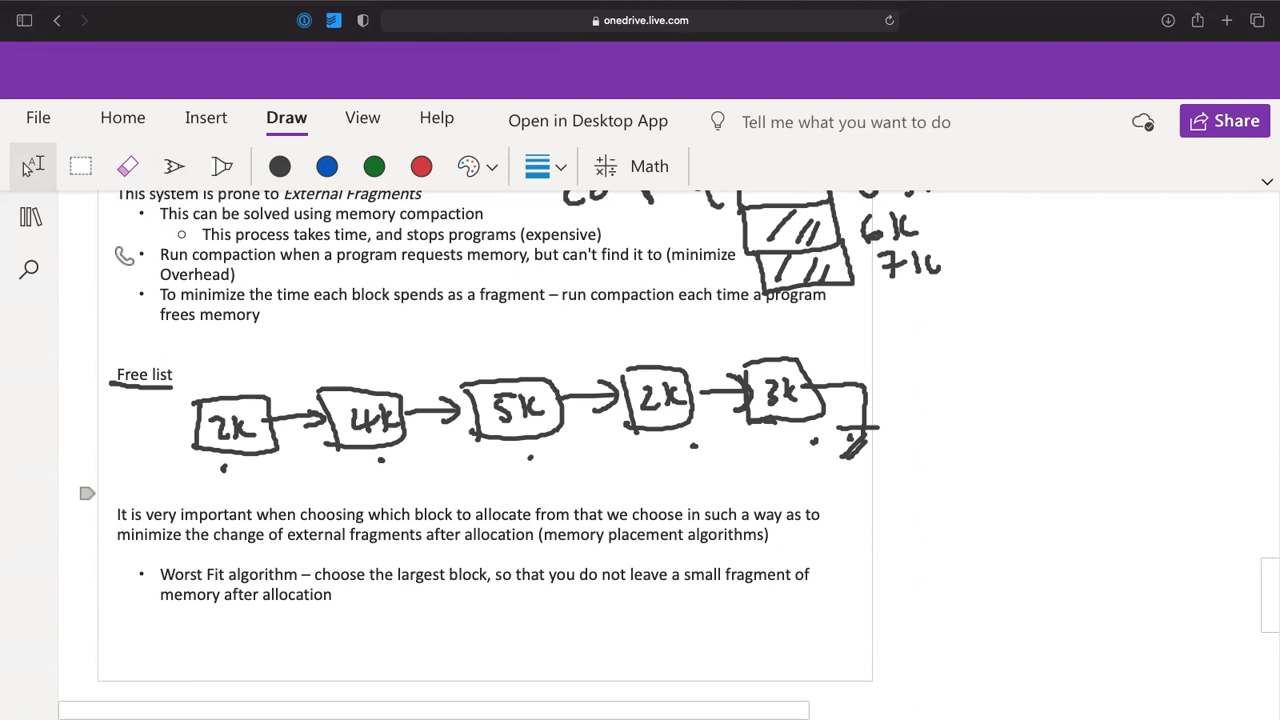 onedrive.live.com
File Home Insert Draw View Help Open in Desktop App Tell me what you want to do Share
Math
This system is prone to External Fragments
• This can be solved using memory compaction
○ This process takes time, and stops programs (expensive)
6k
• Run compaction when a program requests memory, but can't find it to (minimize
Overhead)
7k
• To minimize the time each block spends as a fragment – run compaction each time a program
frees memory
Free list
2k 4k 5k 2k 3k
It is very important when choosing which block to allocate from that we choose in such a way as to
minimize the change of external fragments after allocation (memory placement algorithms)
• Worst Fit algorithm – choose the largest block, so that you do not leave a small fragment of
memory after allocation